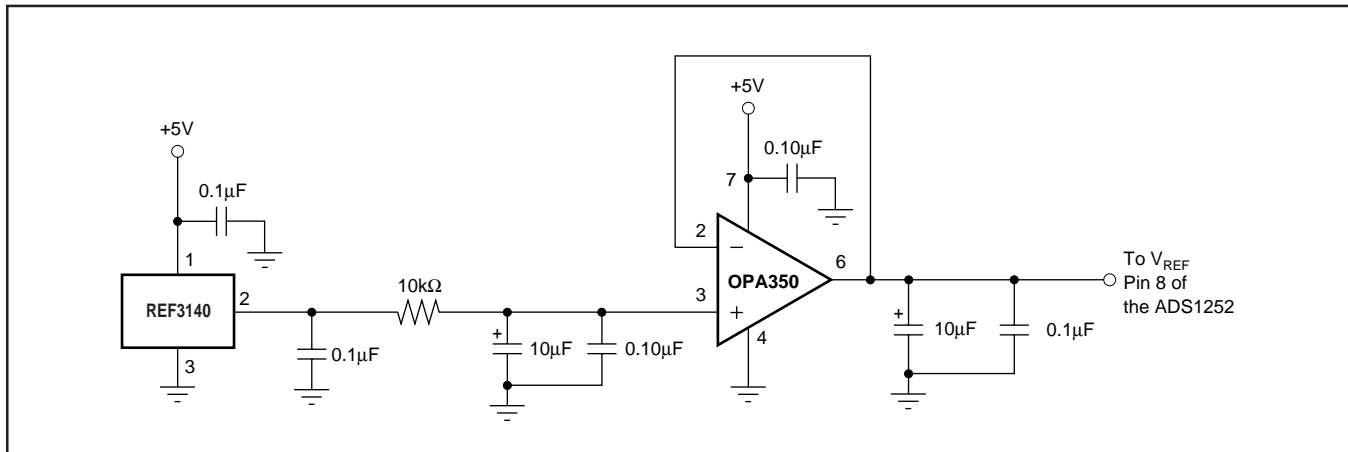 +5V
0.1μF
1
REF3140
2
3
0.1μF
10kΩ
+
10μF
0.10μF
+5V
7
0.10μF
2
−
OPA350
3
+
4
6
+
10μF
0.1μF
To VREF
Pin 8 of
the ADS1252